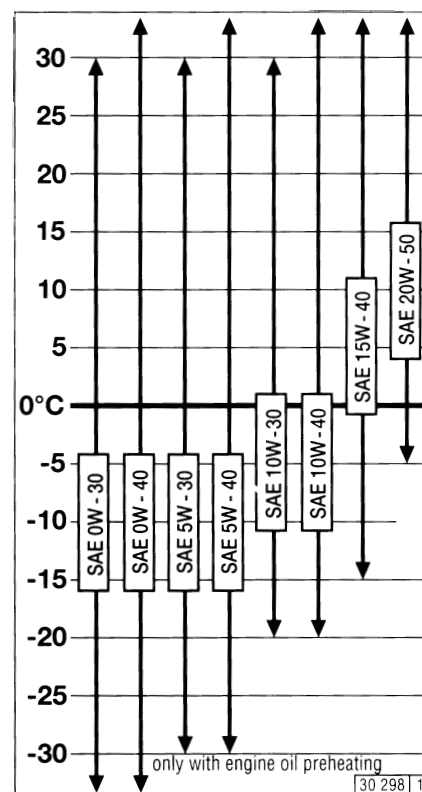 30
25
20
15
10
5
0°C
-5
-10
-15
-20
-25
-30
SAE 0W - 30
SAE 0W - 40
SAE 5W - 30
SAE 5W - 40
SAE 10W - 30
SAE 10W - 40
SAE 15W - 40
SAE 20W - 50
only with engine oil preheating
30 298 1